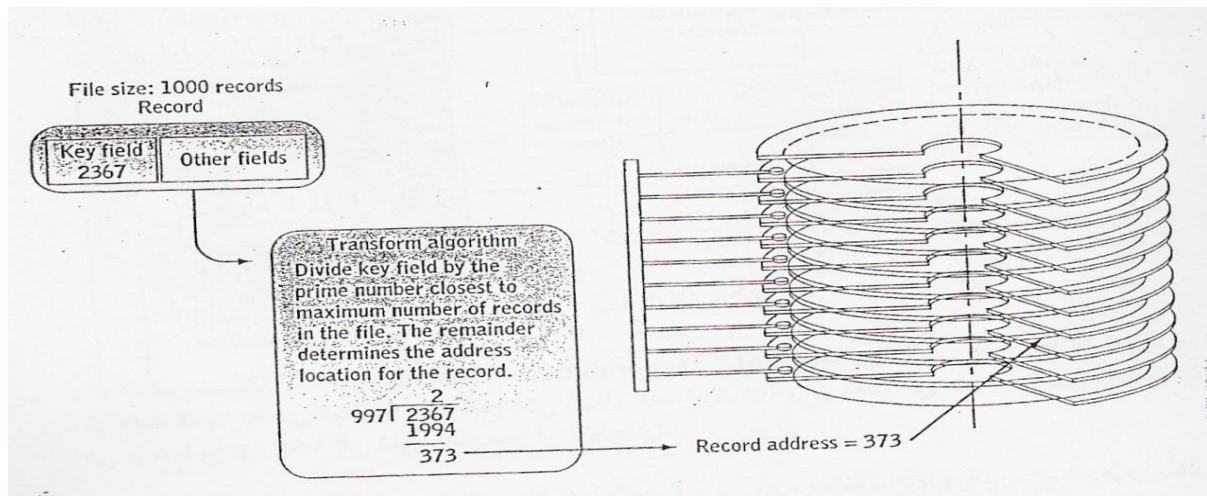 File size: 1000 records
Record
Key field
2367
Other fields
Transform algorithm
Divide key field by the
prime number closest to
maximum number of records
in the file. The remainder
determines the address
location for the record.
2
997 2367
1994
373
Record address = 373